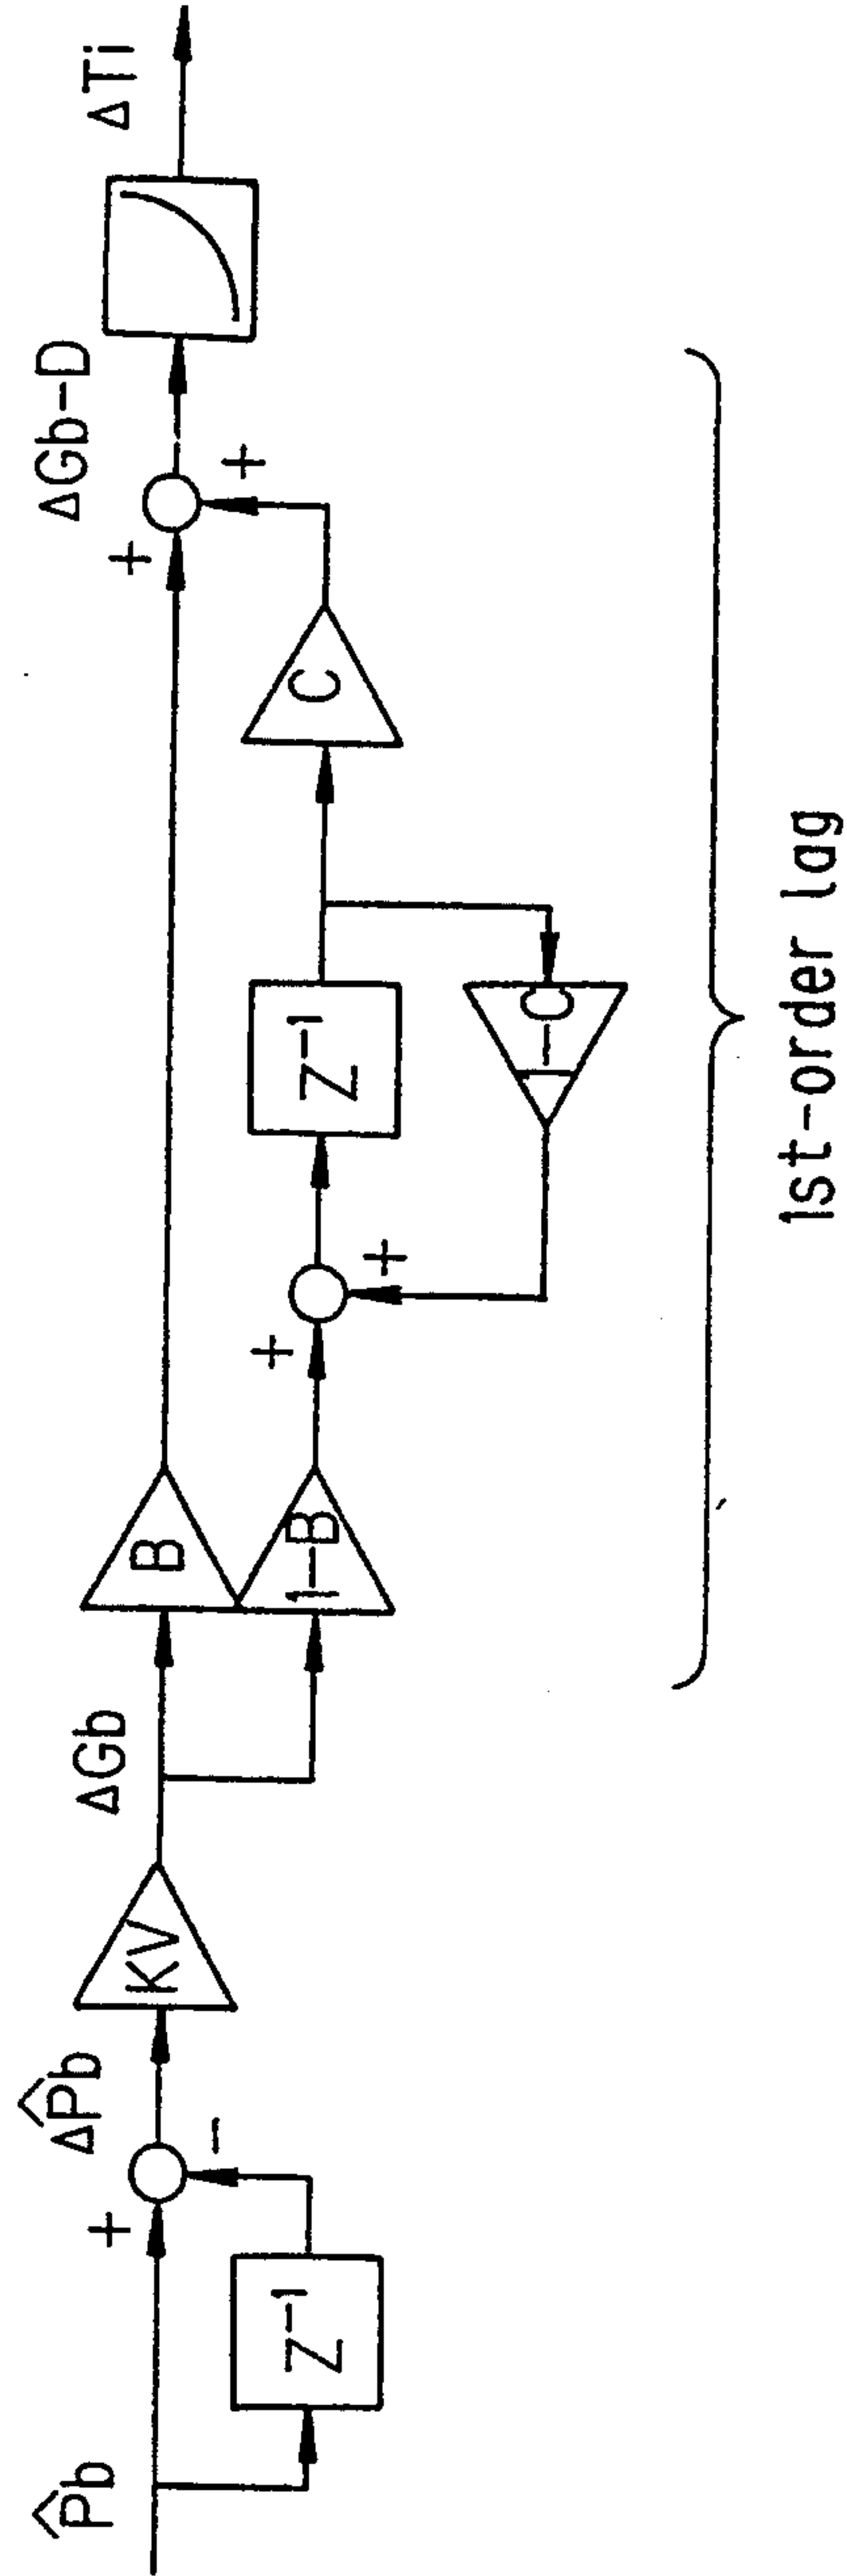 P̂b
Z⁻¹
+
-
ΔP̂b
KV
ΔGb
B
1-B
+
+
Z⁻¹
1-C
C
+
+
ΔGb-D
ΔTi
1st-order lag